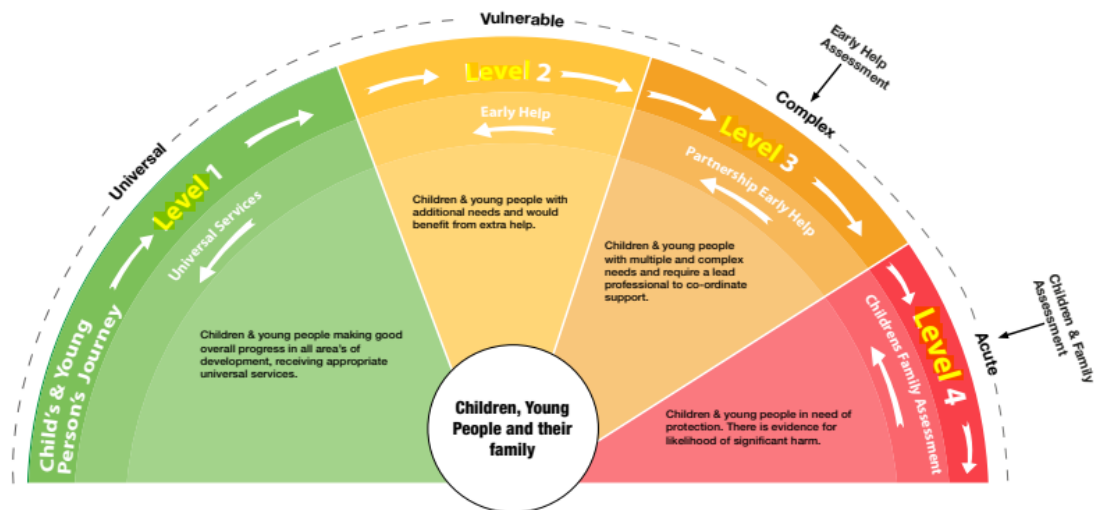 Universal
Vulnerable
Complex
Acute
Early Help
Assessment
Children & Family
Assessment
Child's & Young
Person's Journey
Level 1
Universal Services
Children & young people making good
overall progress in all area's of
development, receiving appropriate
universal services.
Level 2
Early Help
Children & young people with
additional needs and would
benefit from extra help.
Level 3
Partnership Early Help
Children & young people
with multiple and complex
needs and require a lead
professional to co-ordinate
support.
Level 4
Childrens Family Assessment
Children & young people in need of
protection. There is evidence for
likelihood of significant harm.
Children, Young
People and their
family